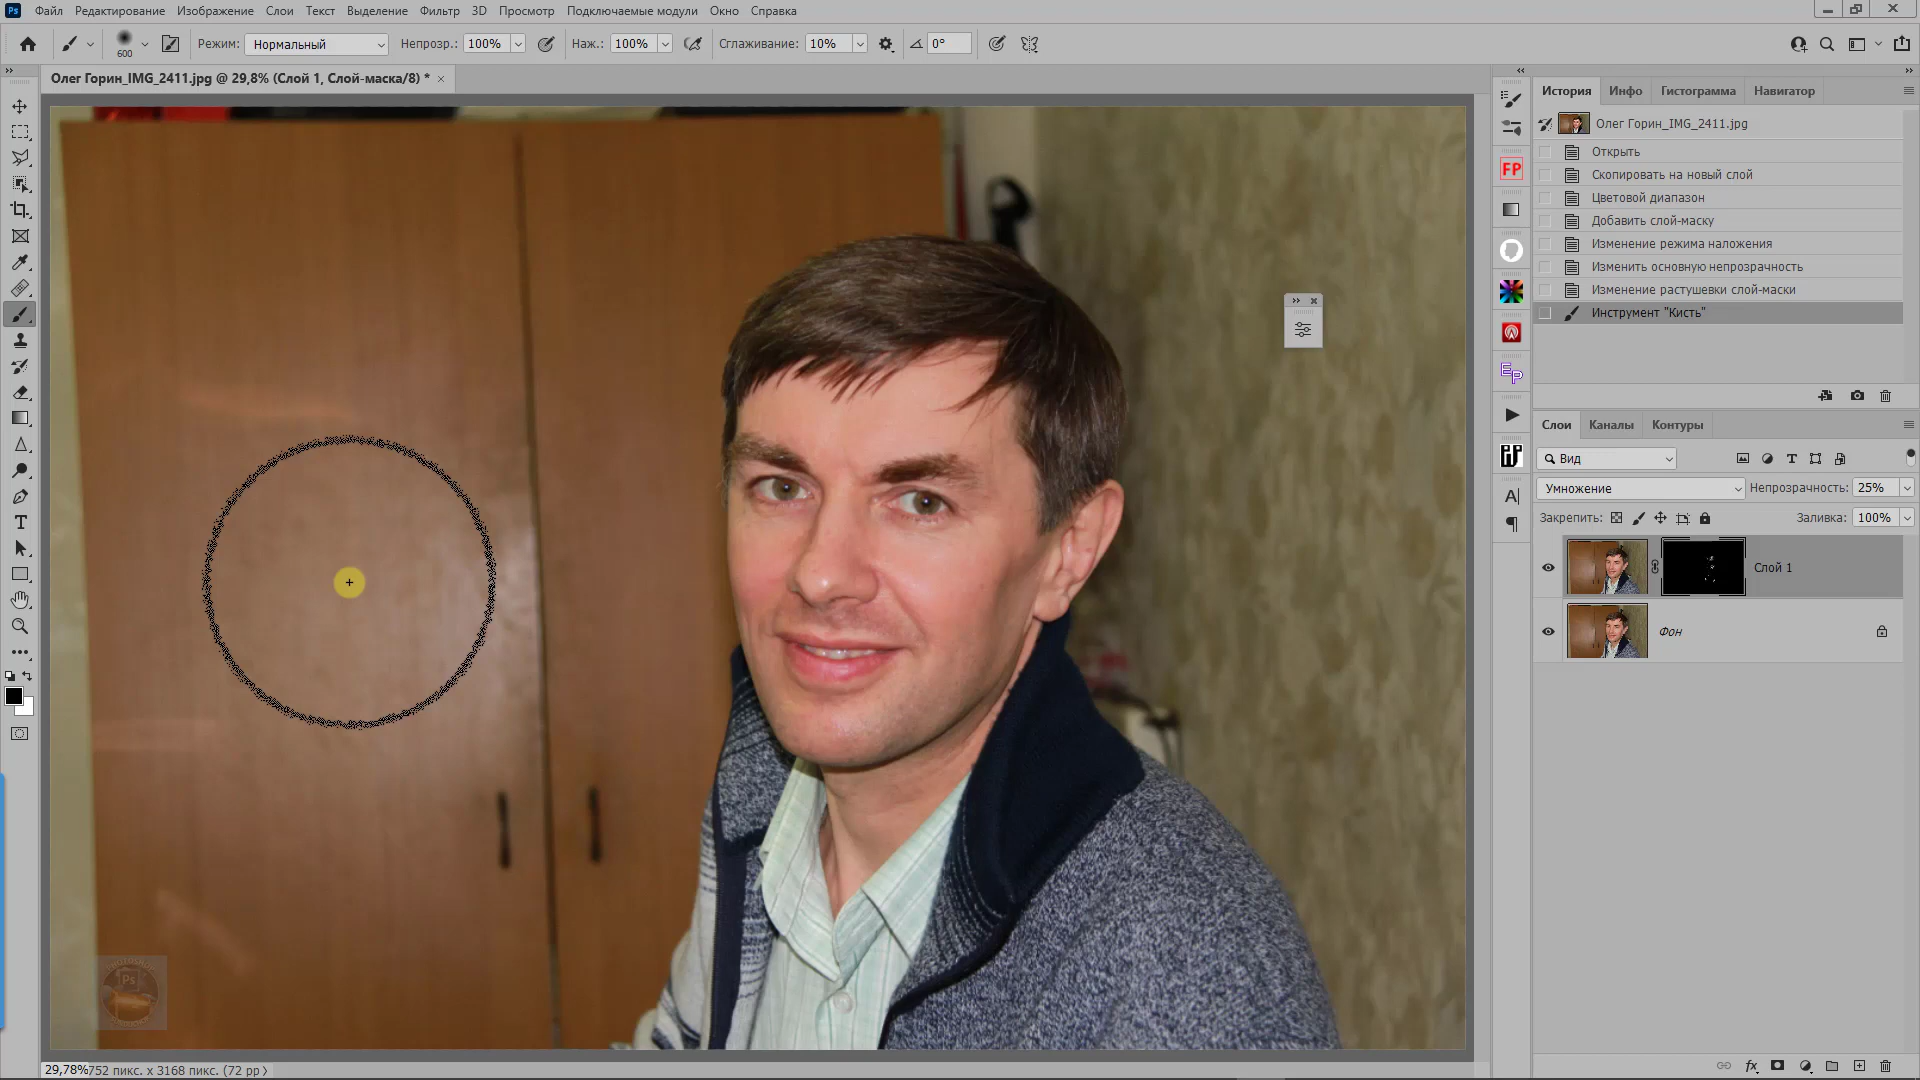 Ps Файл Редактирование Изображение Слои Текст Выделение Фильтр 3D Просмотр Подключаемые модули Окно Справка
600 Режим: Нормальный Непрозр.: 100% Наж.: 100% Сглаживание: 10% 0°
Олег Горин_IMG_2411.jpg @ 29,8% (Слой 1, Слой-маска/8) *
История Инфо Гистограмма Навигатор
Олег Горин_IMG_2411.jpg
Открыть
Скопировать на новый слой
Цветовой диапазон
Добавить слой-маску
Изменение режима наложения
Изменить основную непрозрачность
Изменение растушевки слой-маски
Инструмент "Кисть"
FP
EP
Слои Каналы Контуры
Вид
Умножение Непрозрачность: 25%
Закрепить: Заливка: 100%
Слой 1
Фон
Ps
29,78% 752 пикс. x 3168 пикс. (72 pp